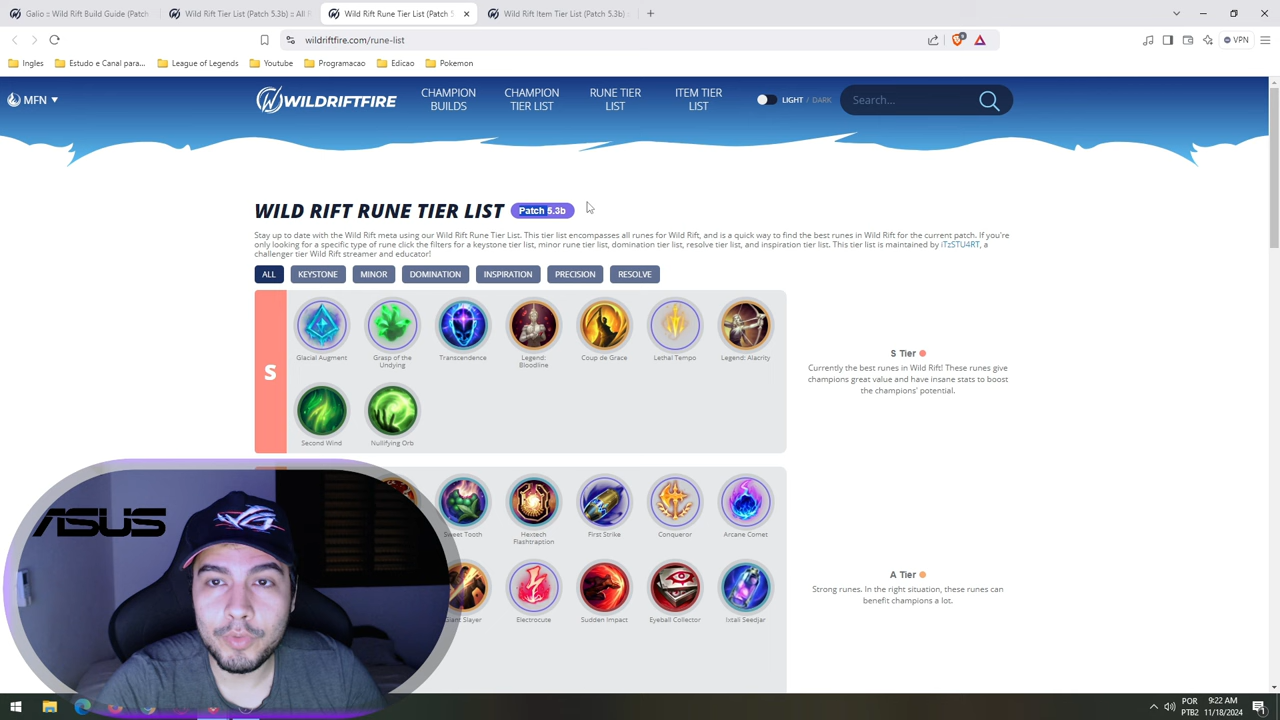 Galio = Wild Rift Build Guide (Patch
Wild Rift Tier List (Patch 5.3b) = All R
Wild Rift Rune Tier List (Patch 5
Wild Rift Item Tier List (Patch 5.3b)
wildriftfire.com/rune-list
VPN
Ingles
Estudo e Canal para...
League of Legends
Youtube
Programacao
Edicao
Pokemon
MFN
WILDRIFTFIRE
CHAMPION BUILDS
CHAMPION TIER LIST
RUNE TIER LIST
ITEM TIER LIST
LIGHT / DARK
Search...
WILD RIFT RUNE TIER LIST Patch 5.3b
Stay up to date with the Wild Rift meta using our Wild Rift Rune Tier List. This tier list encompasses all runes for Wild Rift, and is a quick way to find the best runes in Wild Rift for the current patch. If you're
only looking for a specific type of rune click the filters for a keystone tier list, minor rune tier list, domination tier list, resolve tier list, and inspiration tier list. This tier list is maintained by iTzSTU4RT, a
challenger tier Wild Rift streamer and educator!
ALL KEYSTONE MINOR DOMINATION INSPIRATION PRECISION RESOLVE
S
Glacial Augment
Grasp of the Undying
Transcendence
Legend: Bloodline
Coup de Grace
Lethal Tempo
Legend: Alacrity
Second Wind
Nullifying Orb
S Tier
Currently the best runes in Wild Rift! These runes give
champions great value and have insane stats to boost
the champions' potential.
Sweet Tooth
Hextech Flashtraption
First Strike
Conqueror
Arcane Comet
Giant Slayer
Electrocute
Sudden Impact
Eyeball Collector
Ixtali Seedjar
A Tier
Strong runes. In the right situation, these runes can
benefit champions a lot.
ASUS
POR
PTB2
9:22 AM
11/18/2024